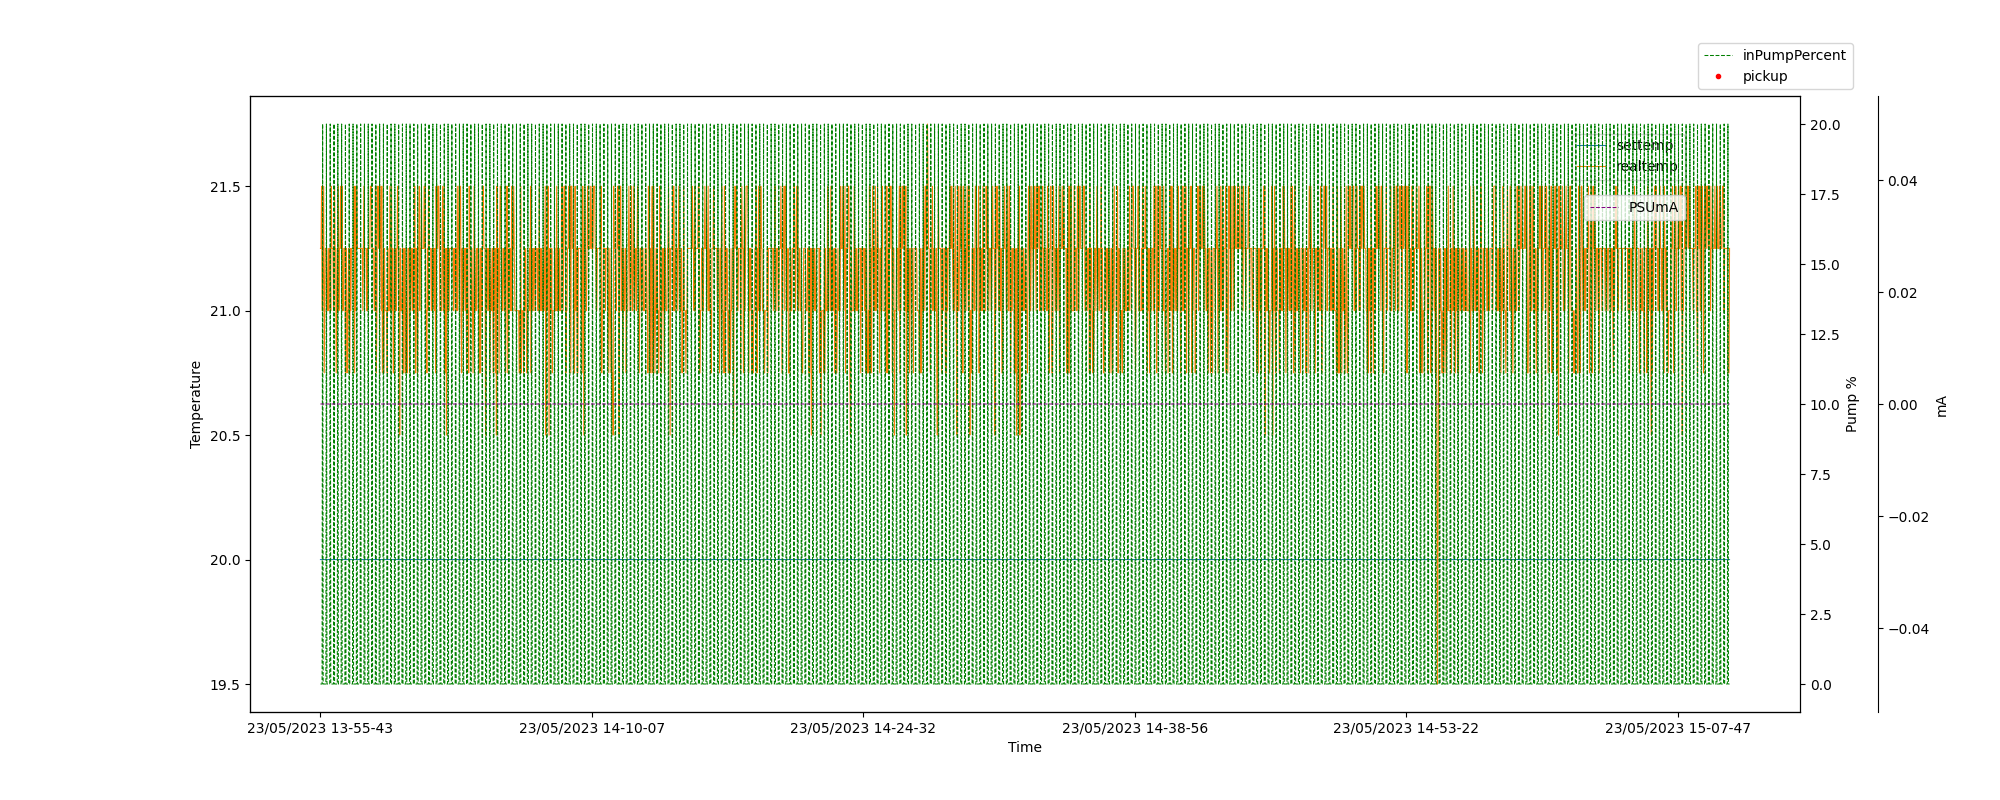 inPumpPercent
pickup
settemp
realtemp
PSUmA
21.5
21.0
20.5
20.0
19.5
Temperature
20.0
17.5
15.0
12.5
10.0
7.5
5.0
2.5
0.0
Pump %
0.04
0.02
0.00
−0.02
−0.04
mA
23/05/2023 13-55-43
23/05/2023 14-10-07
23/05/2023 14-24-32
23/05/2023 14-38-56
23/05/2023 14-53-22
23/05/2023 15-07-47
Time